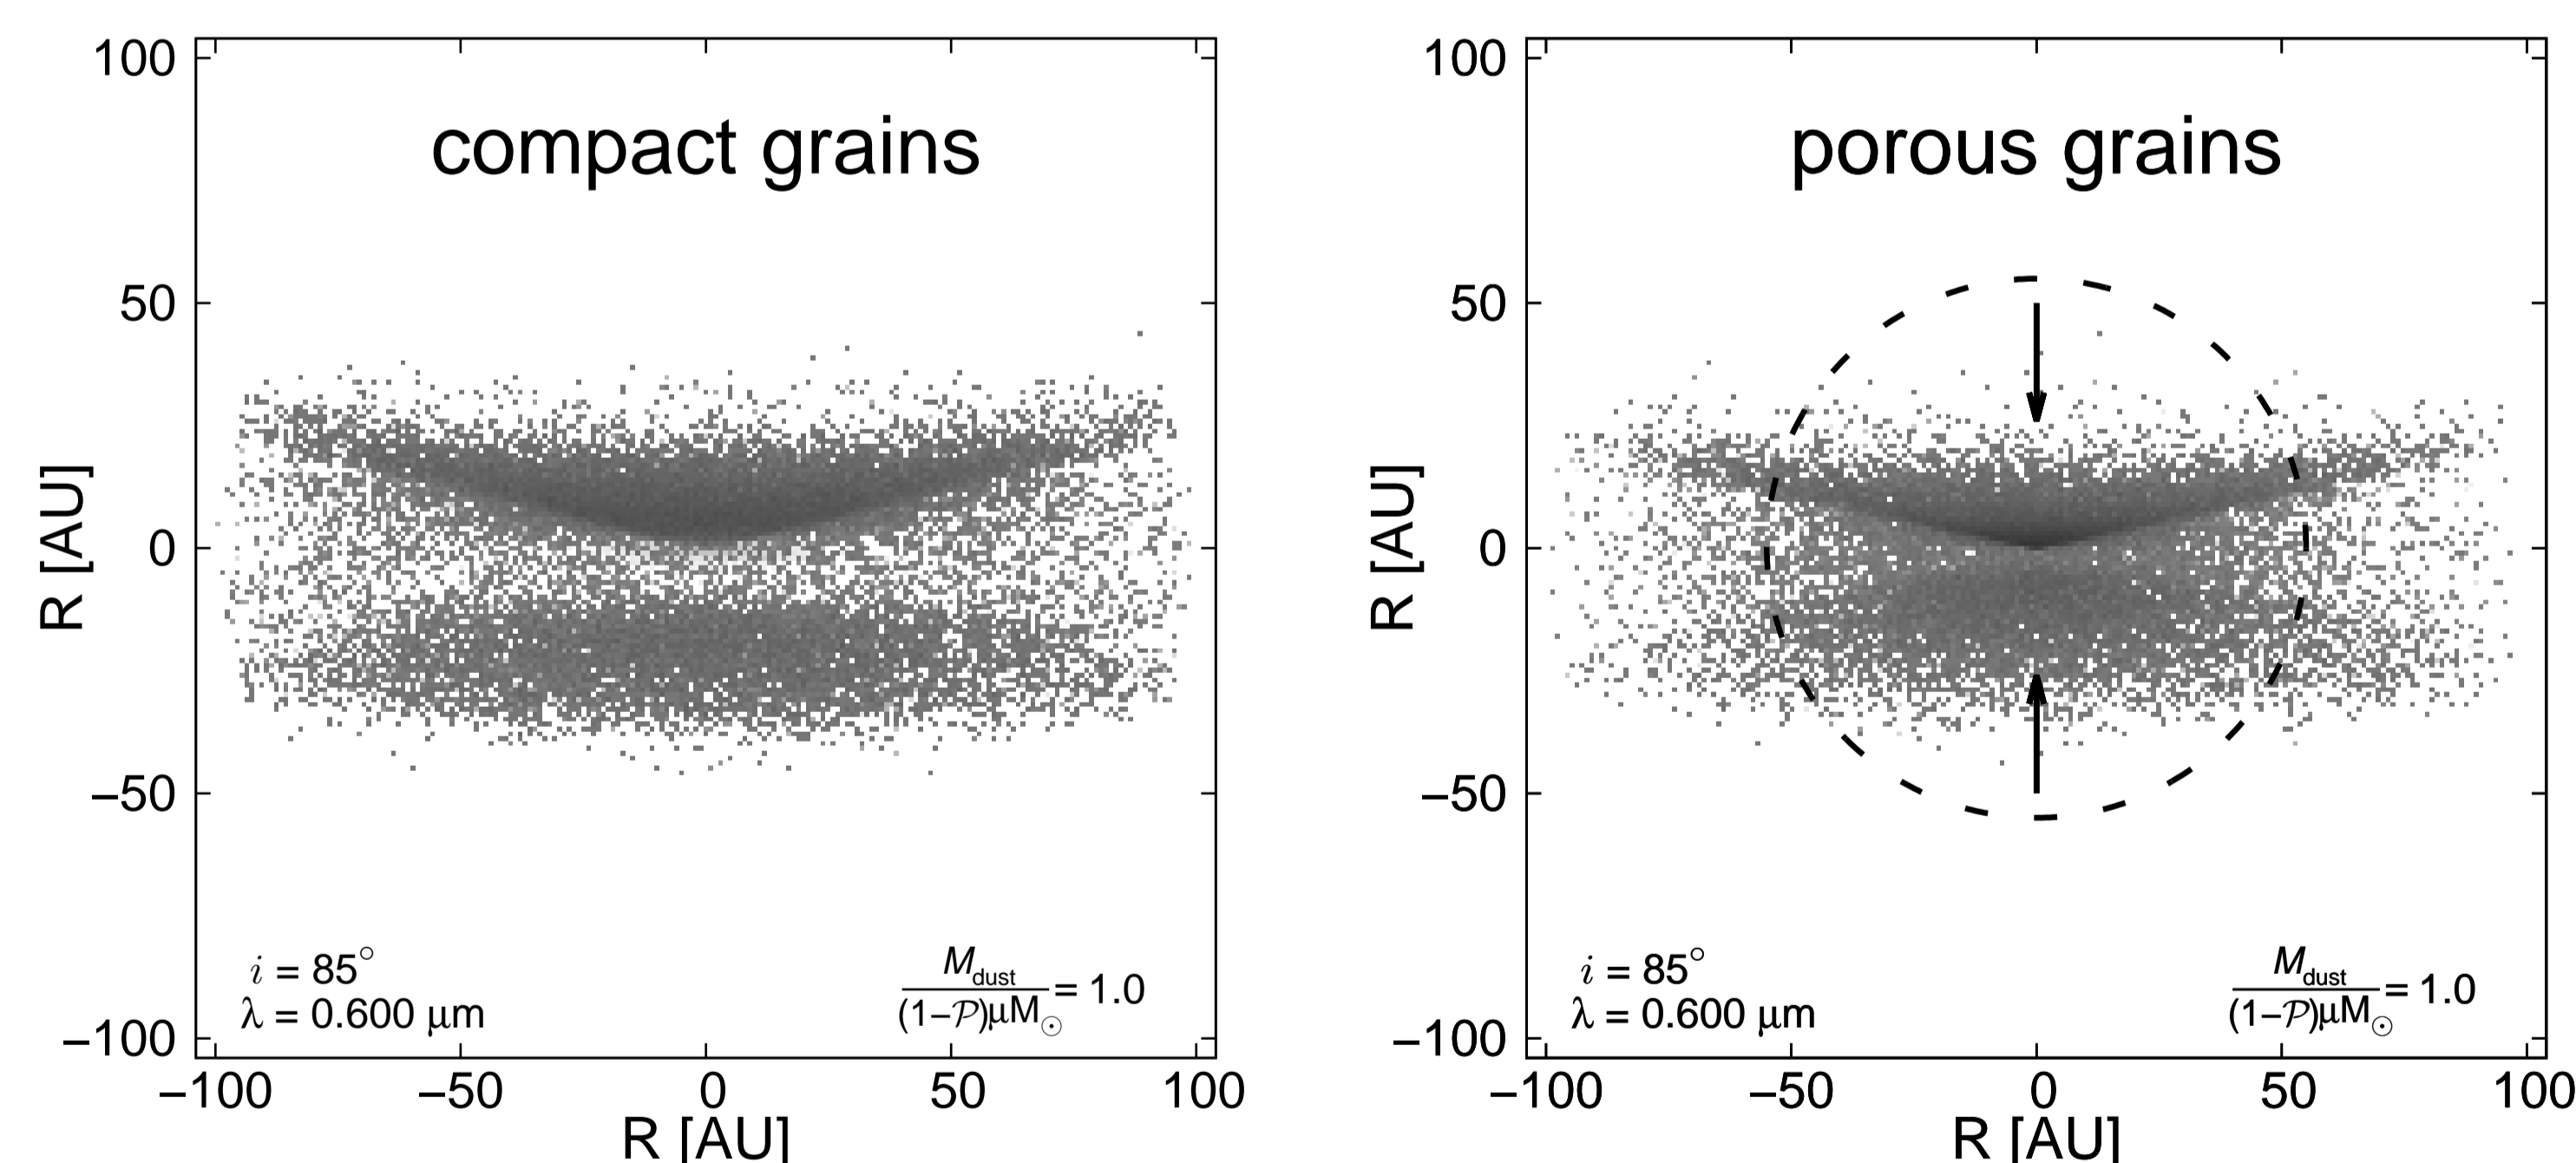 compact grains
100
50
0
−50
−100
R [AU]
i = 85°
λ = 0.600 μm
M_dust / (1−𝒫)μM_⊙ = 1.0
−100 −50 0 50 100
R [AU]
porous grains
100
50
0
−50
−100
R [AU]
i = 85°
λ = 0.600 μm
M_dust / (1−𝒫)μM_⊙ = 1.0
−100 −50 0 50 100
R [AU]